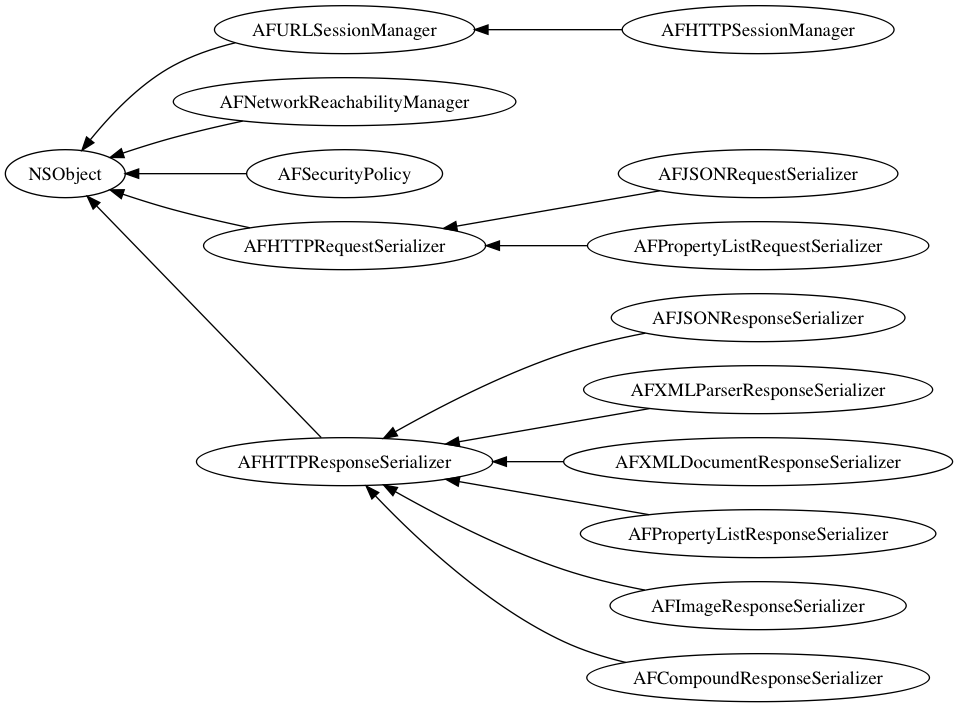 AFURLSessionManager
AFHTTPSessionManager
AFNetworkReachabilityManager
NSObject
AFSecurityPolicy
AFJSONRequestSerializer
AFHTTPRequestSerializer
AFPropertyListRequestSerializer
AFJSONResponseSerializer
AFXMLParserResponseSerializer
AFHTTPResponseSerializer
AFXMLDocumentResponseSerializer
AFPropertyListResponseSerializer
AFImageResponseSerializer
AFCompoundResponseSerializer